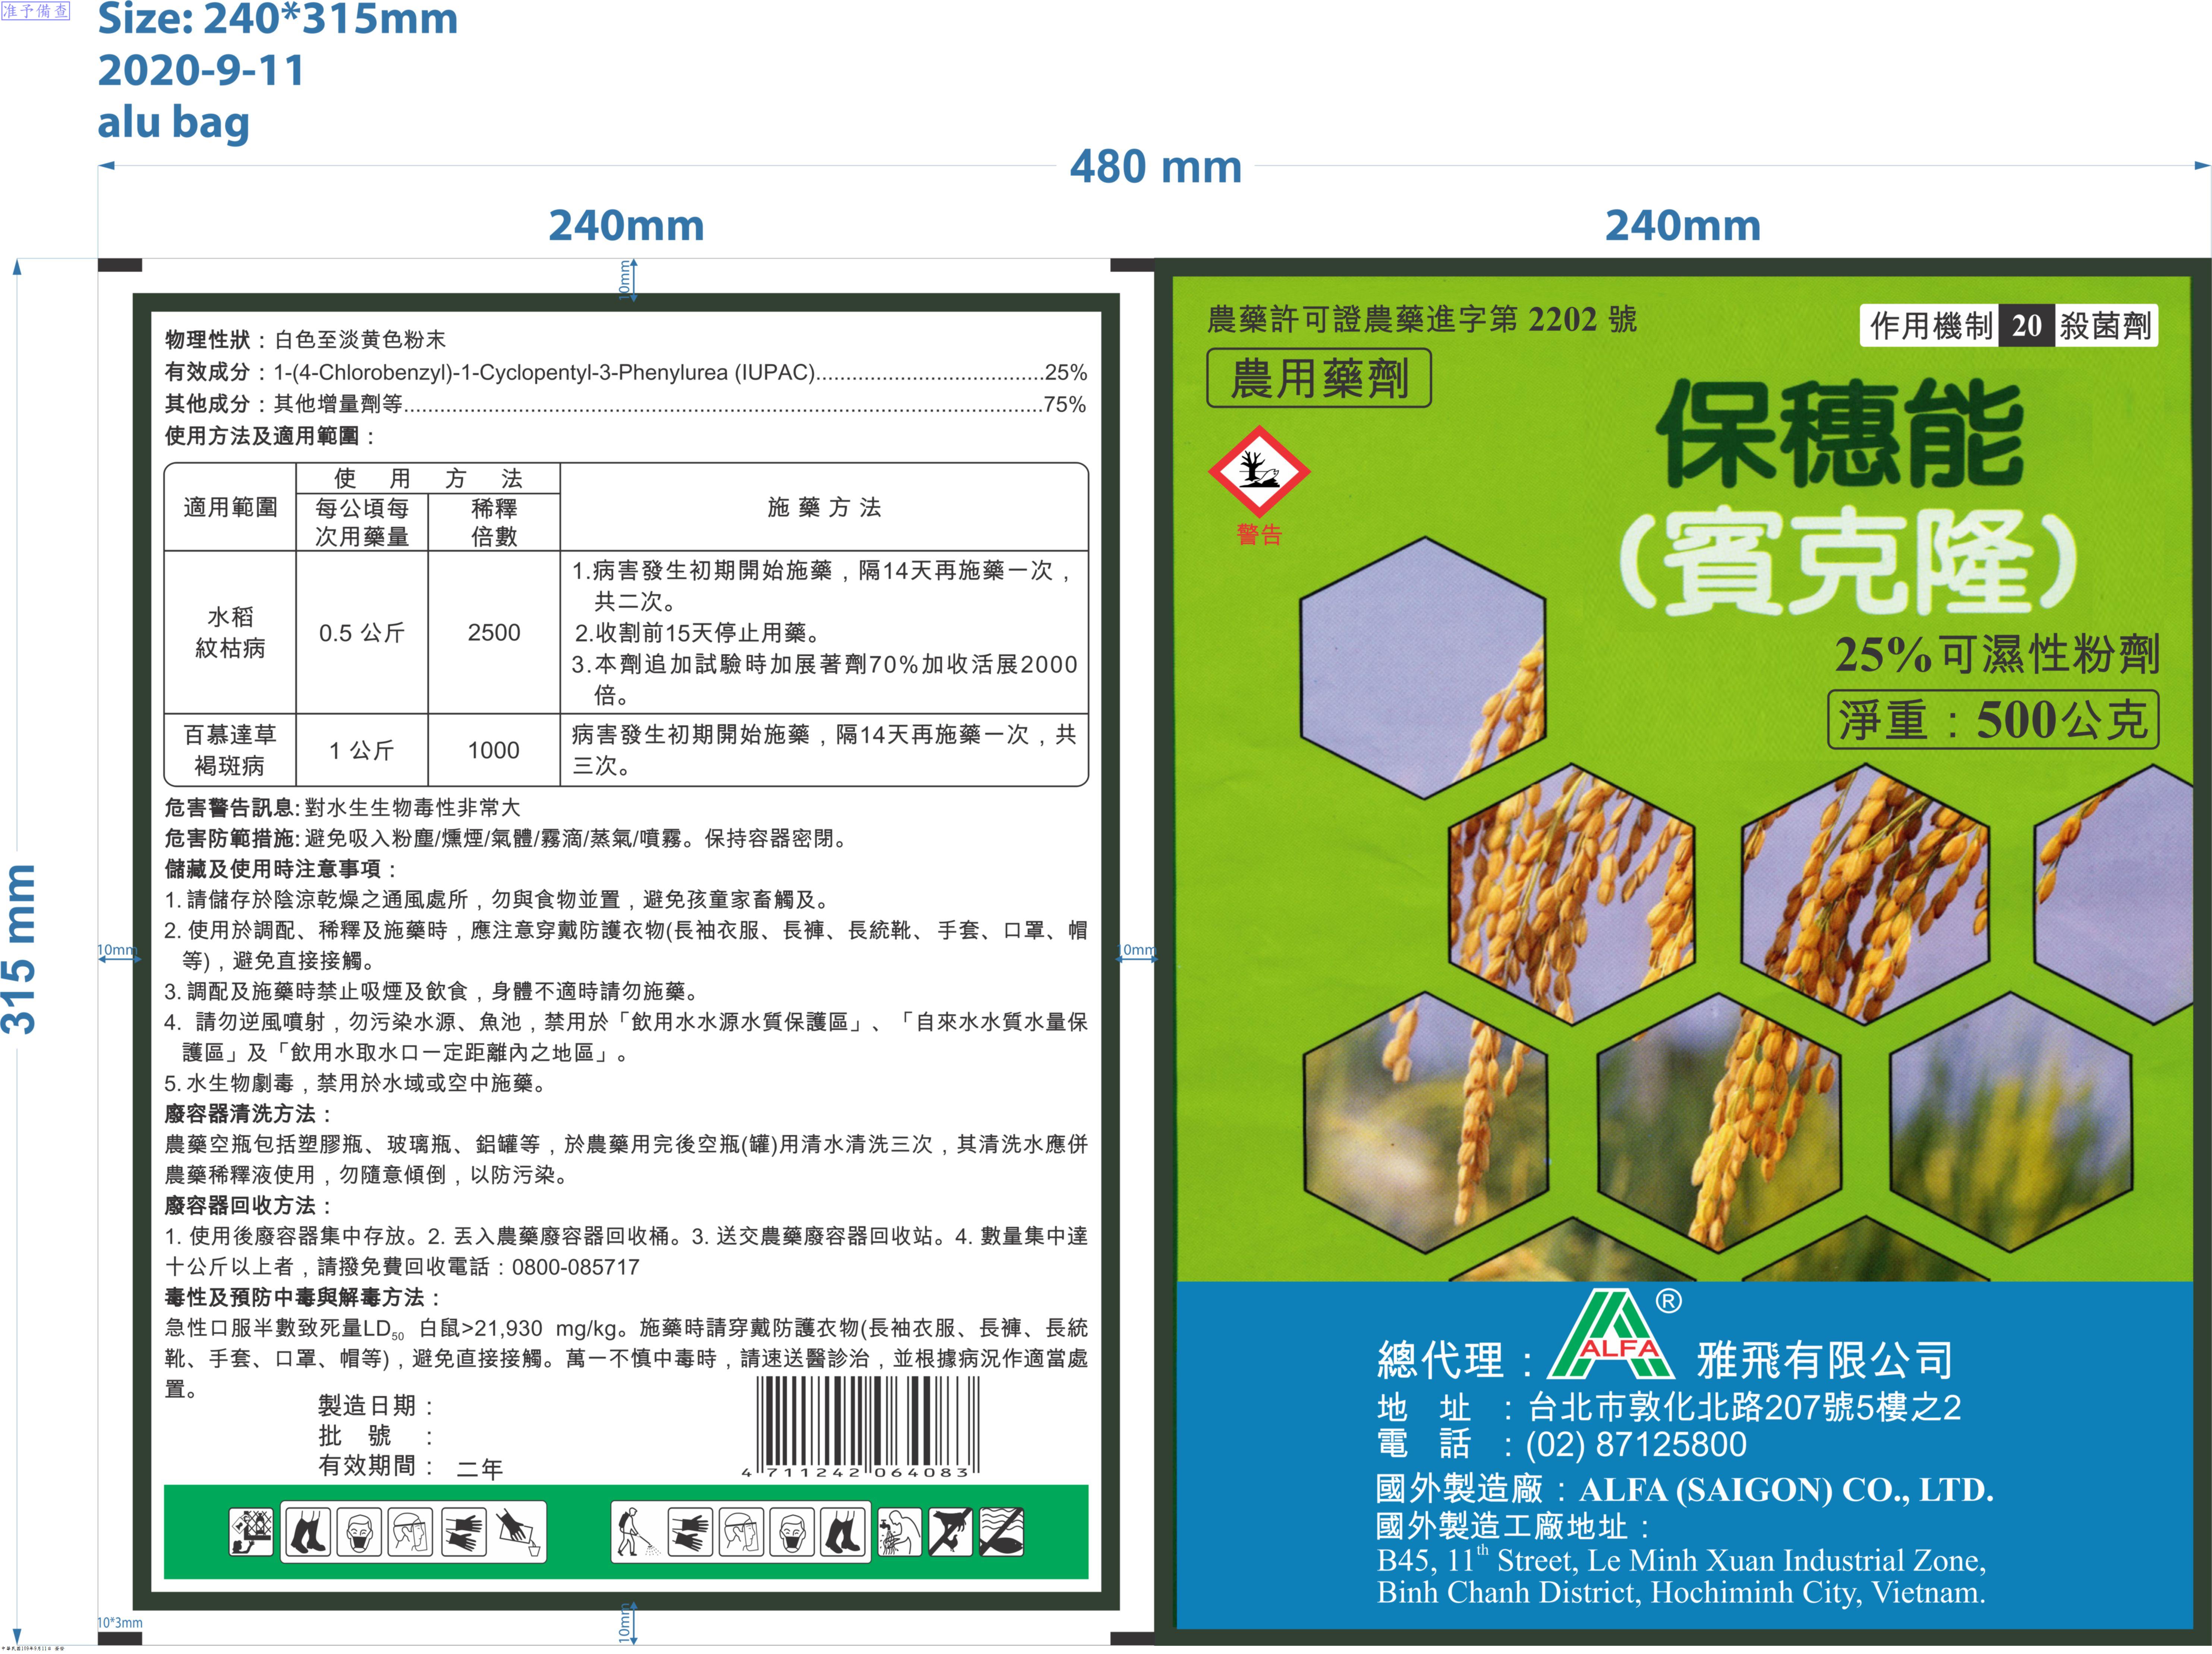 准予備查
Size: 240*315mm
2020-9-11
alu bag
480 mm
240mm
240mm
315 mm
10mm
10mm
10mm
10mm
10*3mm
物理性狀：白色至淡黃色粉末
有效成分：1-(4-Chlorobenzyl)-1-Cyclopentyl-3-Phenylurea (IUPAC)......................................25%
其他成分：其他增量劑等...........................................................................................................75%
使用方法及適用範圍：
適用範圍
使 用 方 法
每公頃每
次用藥量
稀釋
倍數
施藥方法
水稻
紋枯病
0.5 公斤
2500
1.病害發生初期開始施藥，隔14天再施藥一次，
共二次。
2.收割前15天停止用藥。
3.本劑追加試驗時加展著劑70%加收活展2000
倍。
百慕達草
褐斑病
1 公斤
1000
病害發生初期開始施藥，隔14天再施藥一次，共
三次。
危害警告訊息:對水生生物毒性非常大
危害防範措施:避免吸入粉塵/燻煙/氣體/霧滴/蒸氣/噴霧。保持容器密閉。
儲藏及使用時注意事項：
1. 請儲存於陰涼乾燥之通風處所，勿與食物並置，避免孩童家畜觸及。
2. 使用於調配、稀釋及施藥時，應注意穿戴防護衣物(長袖衣服、長褲、長統靴、 手套、口罩、帽
等)，避免直接接觸。
3. 調配及施藥時禁止吸煙及飲食，身體不適時請勿施藥。
4. 請勿逆風噴射，勿污染水源、魚池，禁用於「飲用水水源水質保護區」、「自來水水質水量保
護區」及「飲用水取水口一定距離內之地區」。
5. 水生物劇毒，禁用於水域或空中施藥。
廢容器清洗方法：
農藥空瓶包括塑膠瓶、玻璃瓶、鋁罐等，於農藥用完後空瓶(罐)用清水清洗三次，其清洗水應併
農藥稀釋液使用，勿隨意傾倒，以防污染。
廢容器回收方法：
1. 使用後廢容器集中存放。2. 丟入農藥廢容器回收桶。3. 送交農藥廢容器回收站。4. 數量集中達
十公斤以上者，請撥免費回收電話：0800-085717
毒性及預防中毒與解毒方法：
急性口服半數致死量LD50 白鼠>21,930 mg/kg。施藥時請穿戴防護衣物(長袖衣服、長褲、長統
靴、手套、口罩、帽等)，避免直接接觸。萬一不慎中毒時，請速送醫診治，並根據病況作適當處
置。
製造日期：
批 號 ：
有效期間： 二年
4 711242 064083
農藥許可證農藥進字第 2202 號
作用機制 20 殺菌劑
農用藥劑
警告
保穗能
(賓克隆)
25%可濕性粉劑
淨重：500公克
總代理： ALFA ® 雅飛有限公司
地 址 ：台北市敦化北路207號5樓之2
電 話 ：(02) 87125800
國外製造廠：ALFA (SAIGON) CO., LTD.
國外製造工廠地址：
B45, 11th Street, Le Minh Xuan Industrial Zone,
Binh Chanh District, Hochiminh City, Vietnam.